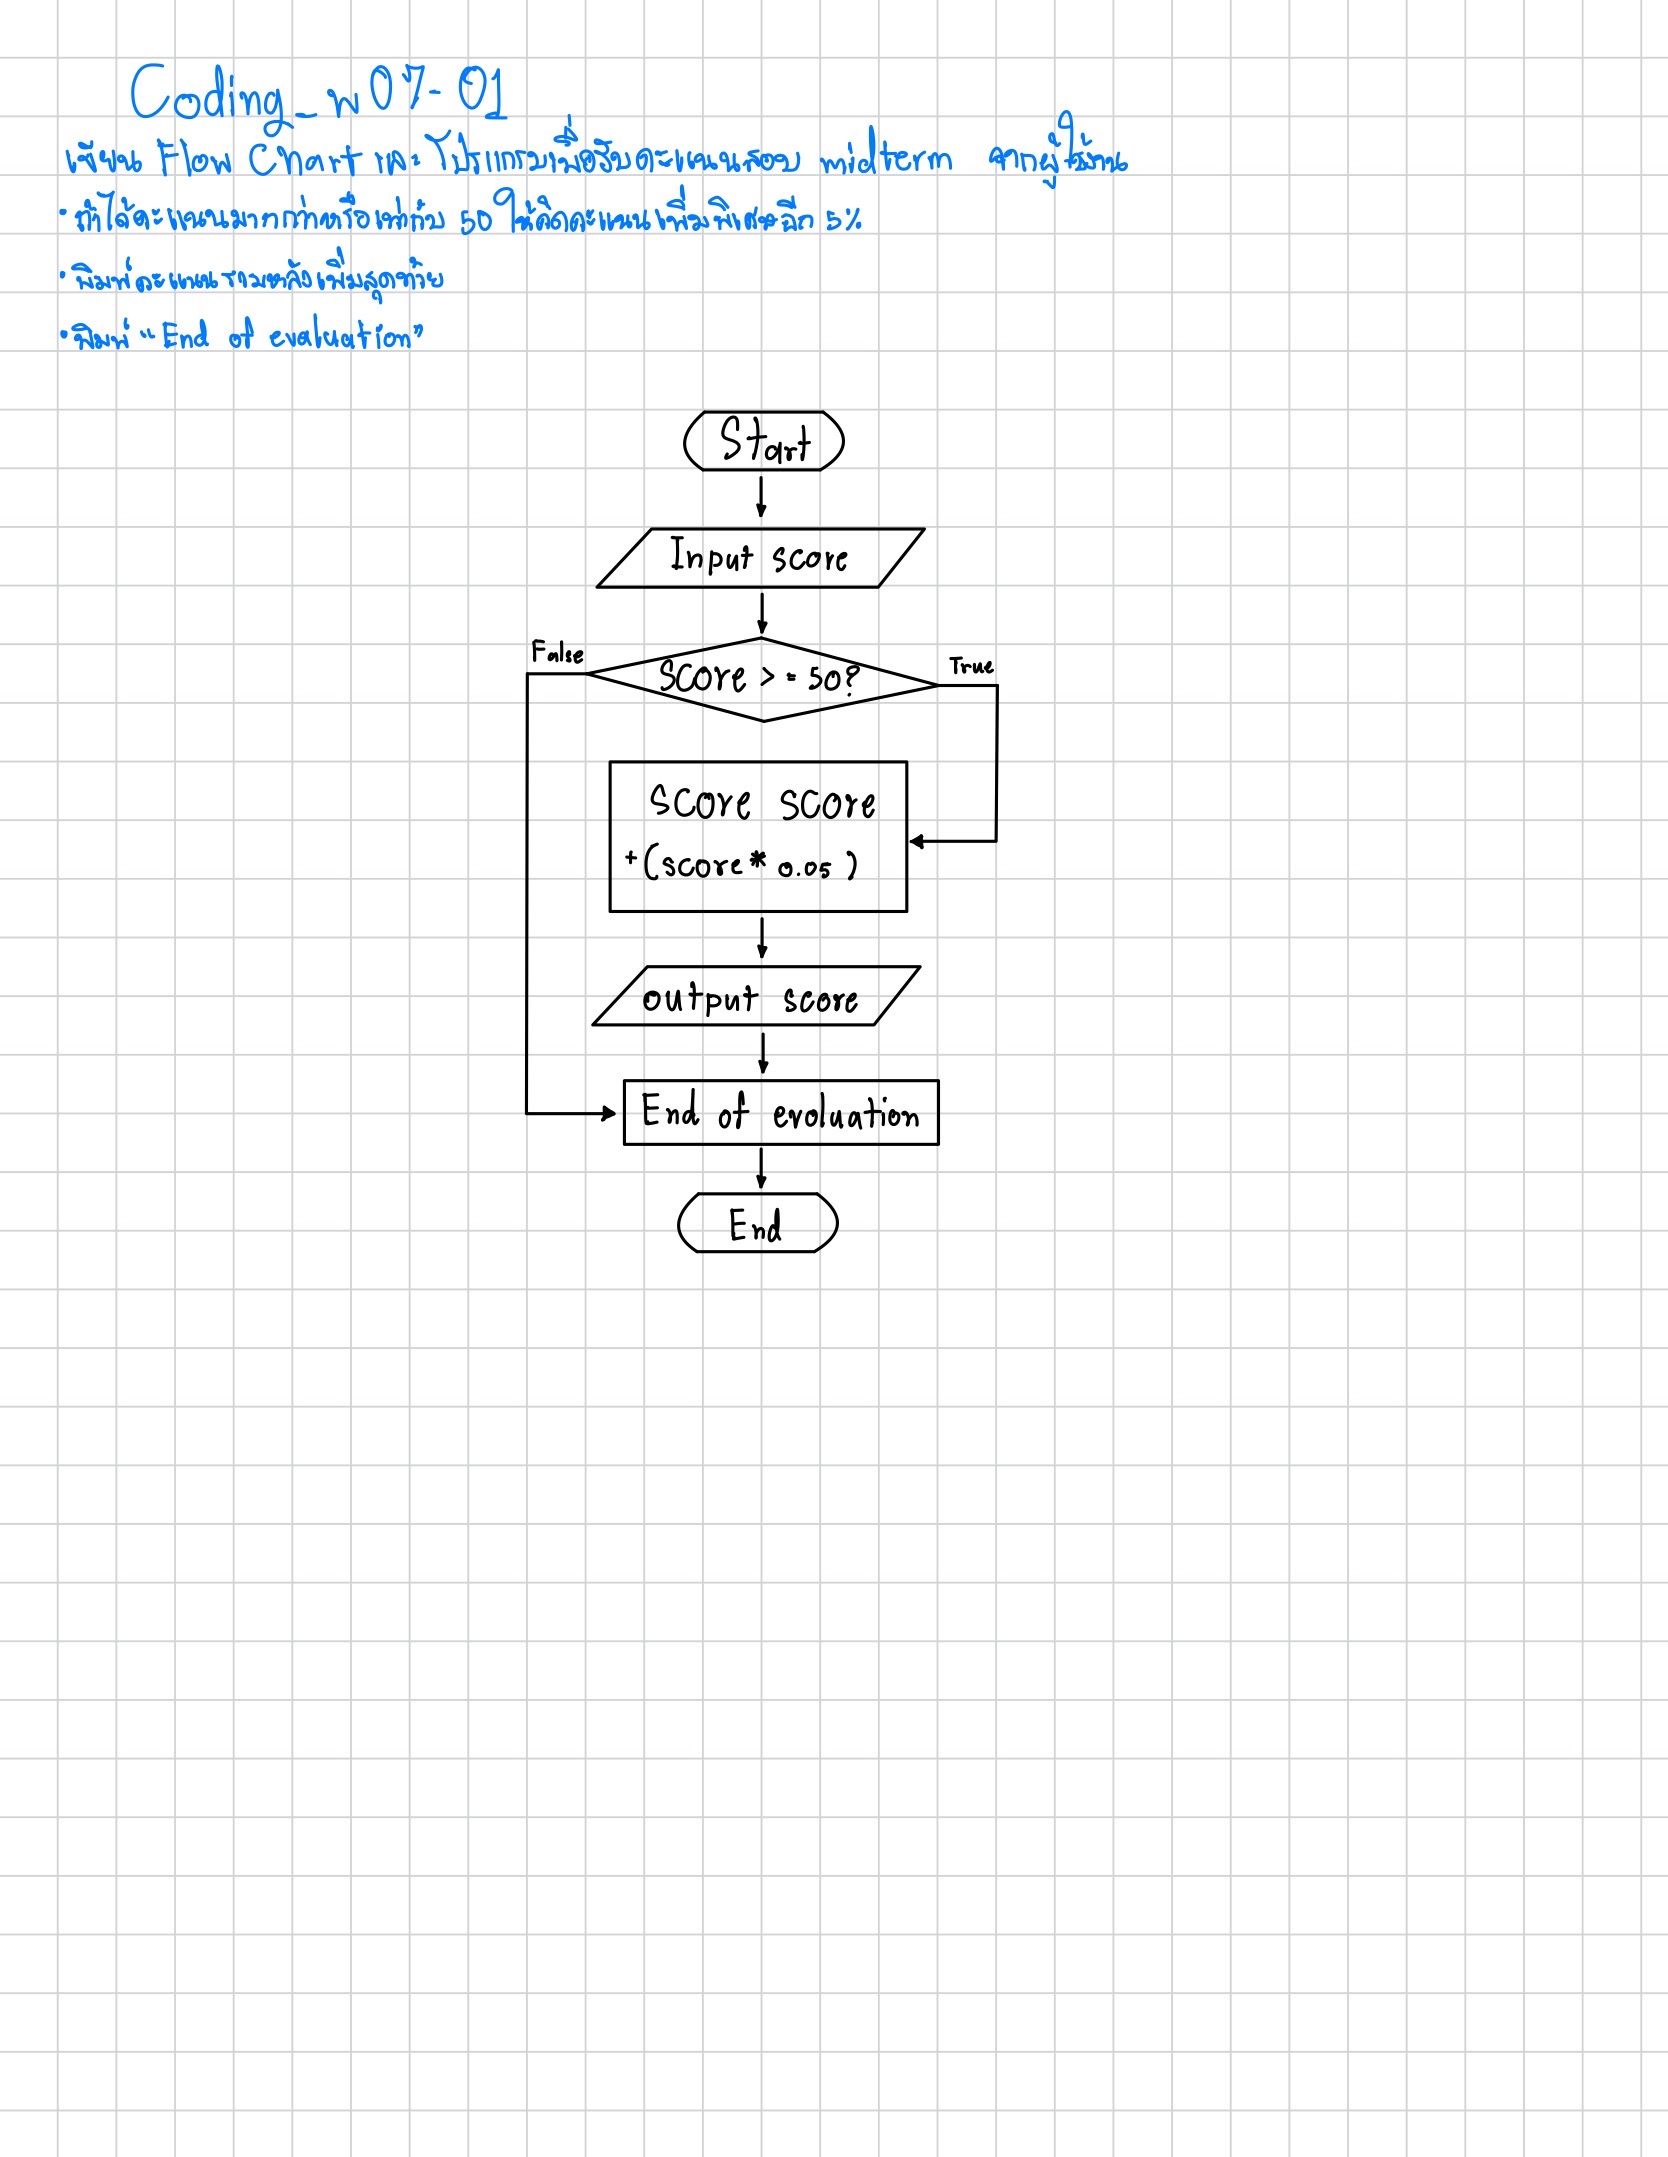 Coding_w07-01
เขียน Flow Chart และ โปรแกรมเพื่อรับคะแนนสอบ midterm จากผู้ใช้งาน
• ถ้าได้คะแนนมากกว่าหรือเท่ากับ 50 ให้คิดคะแนนเพิ่มพิเศษอีก 5%
• พิมพ์คะแนนรวมหลังเพิ่มสุดท้าย
• พิมพ์ "End of evaluation"
Start
Input score
False
score >= 50?
True
score score
+(score * 0.05)
output score
End of evoluation
End